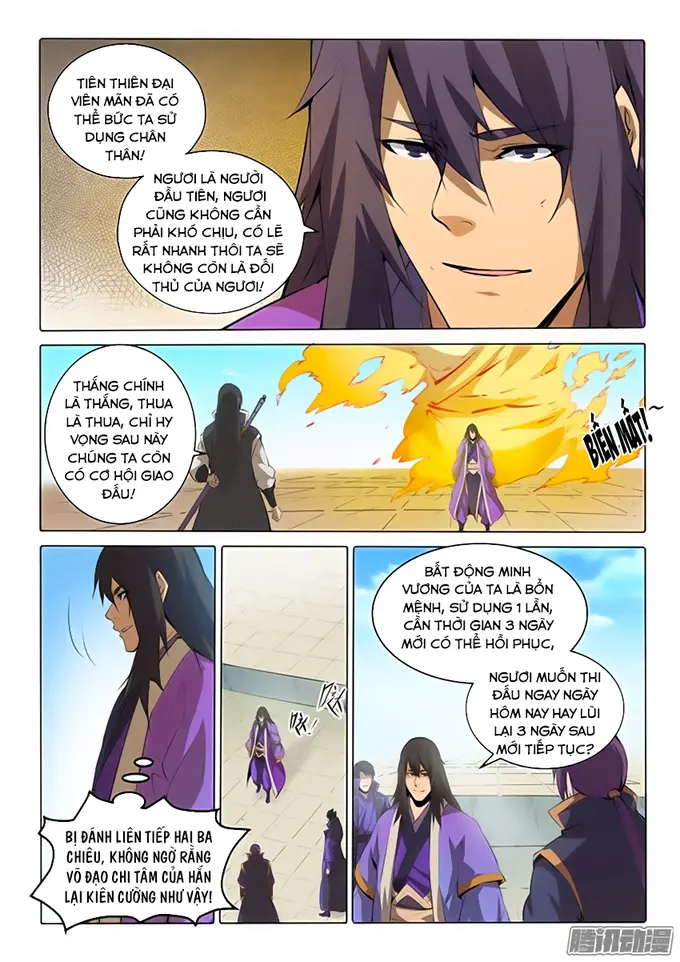 TIÊN THIÊN ĐẠI
VIÊN MÃN ĐÃ CÓ
THỂ BỨC TA SỬ
DỤNG CHÂN
THÂN!
NGƯƠI LÀ NGƯỜI
ĐẦU TIÊN, NGƯƠI
CŨNG KHÔNG CẦN
PHẢI KHÓ CHỊU, CÓ LẼ
RẤT NHANH THÔI TA SẼ
KHÔNG CÒN LÀ ĐỐI
THỦ CỦA NGƯƠI!
THẮNG CHÍNH
LÀ THẮNG, THUA
LÀ THUA, CHỈ HY
VỌNG SAU NÀY
CHÚNG TA CÒN
CÓ CƠ HỘI GIAO
ĐẤU!
BIẾN MẤT!~
BỊ ĐÁNH LIÊN TIẾP HAI BA
CHIÊU, KHÔNG NGỜ RẰNG
VÕ ĐẠO CHI TÂM CỦA HẮN
LẠI KIÊN CƯỜNG NHƯ VẬY!
哒!
哒!
BẤT ĐỘNG MINH
VƯƠNG CỦA TA LÀ BỔN
MỆNH, SỬ DỤNG 1 LẦN,
CẦN THỜI GIAN 3 NGÀY
MỚI CÓ THỂ HỒI PHỤC,
NGƯƠI MUỐN THI
ĐẤU NGAY NGÀY
HÔM NAY HAY LÙI
LẠI 3 NGÀY SAU
MỚI TIẾP TỤC?
腾讯动漫